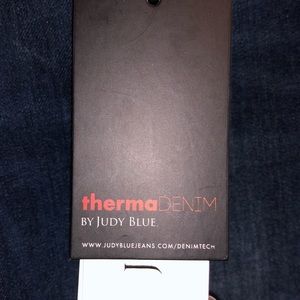 thermaDENIM
BY JUDY BLUE
WWW.JUDYBLUEJEANS.COM/DENIMTECH